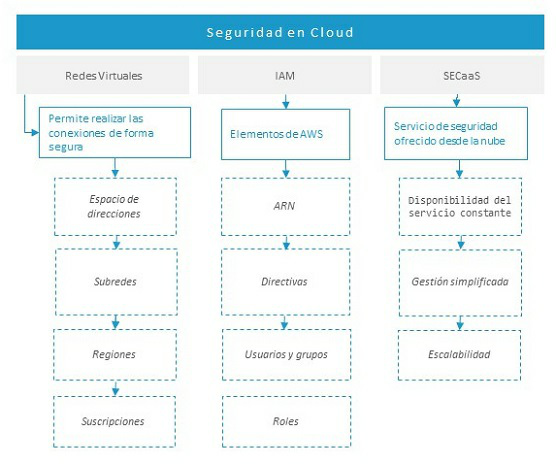 Seguridad en Cloud
Redes Virtuales
IAM
SECaaS
Permite realizar las
conexiones de forma
segura
Elementos de AWS
Servicio de seguridad
ofrecido desde la nube
Espacio de
direcciones
ARN
Disponibilidad del
servicio constante
Subredes
Directivas
Gestión simplificada
Regiones
Usuarios y grupos
Escalabilidad
Suscripciones
Roles